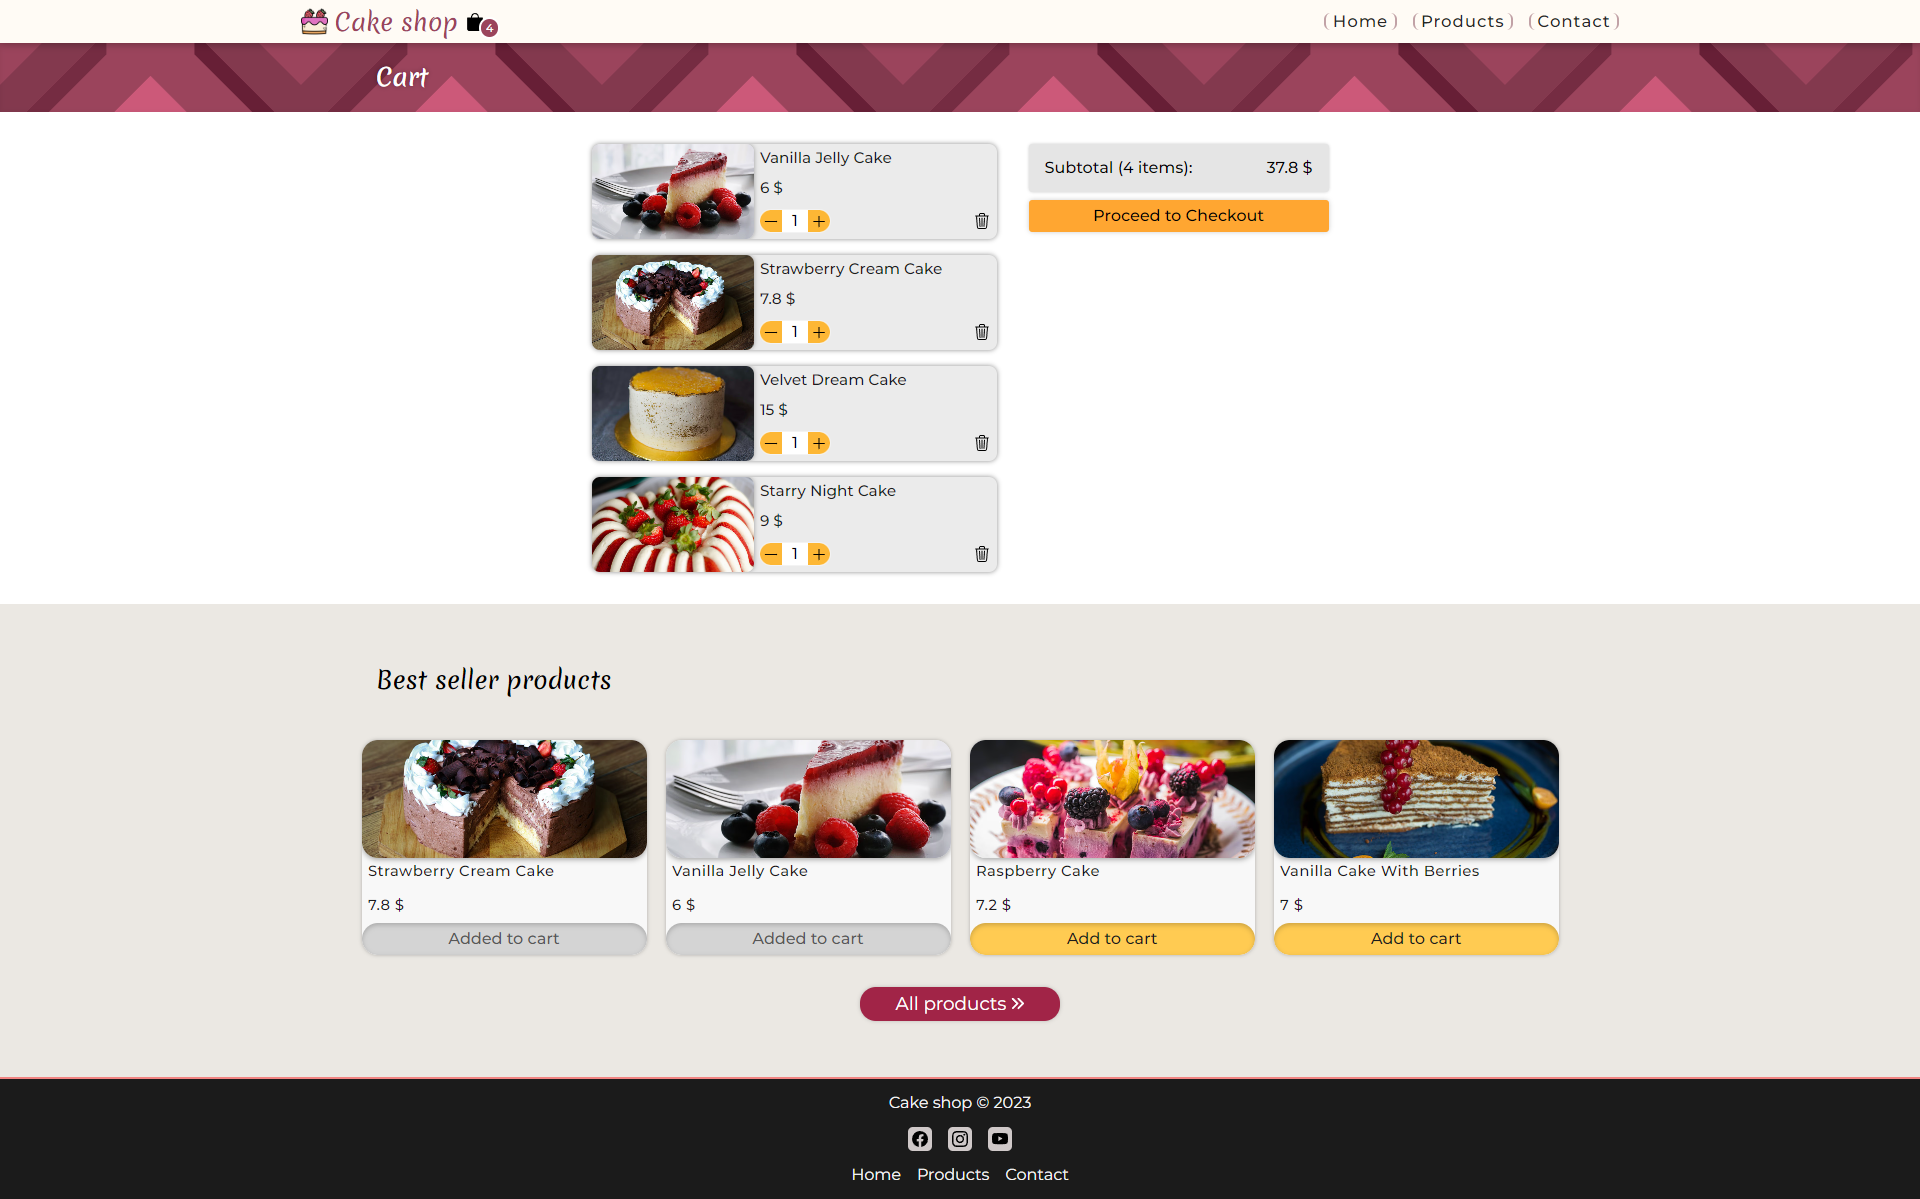 Cake shop 4
Home Products Contact
Cart
Vanilla Jelly Cake
6 $
1
Strawberry Cream Cake
7.8 $
1
Velvet Dream Cake
15 $
1
Starry Night Cake
9 $
1
Subtotal (4 items): 37.8 $
Proceed to Checkout
Best seller products
Strawberry Cream Cake
7.8 $
Added to cart
Vanilla Jelly Cake
6 $
Added to cart
Raspberry Cake
7.2 $
Add to cart
Vanilla Cake With Berries
7 $
Add to cart
All products
Cake shop © 2023
Home Products Contact